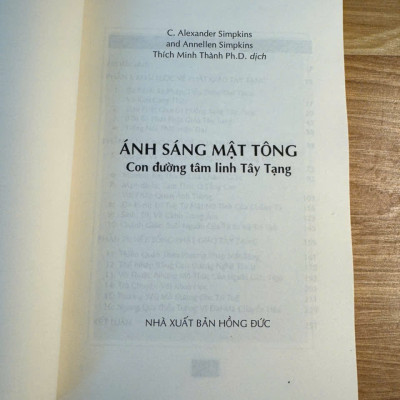 C. Alexander Simpkins
and Annellen Simpkins
Thích Minh Thành Ph.D. dịch
ÁNH SÁNG MẬT TÔNG
Con đường tâm linh Tây Tạng
NHÀ XUẤT BẢN HỒNG ĐỨC